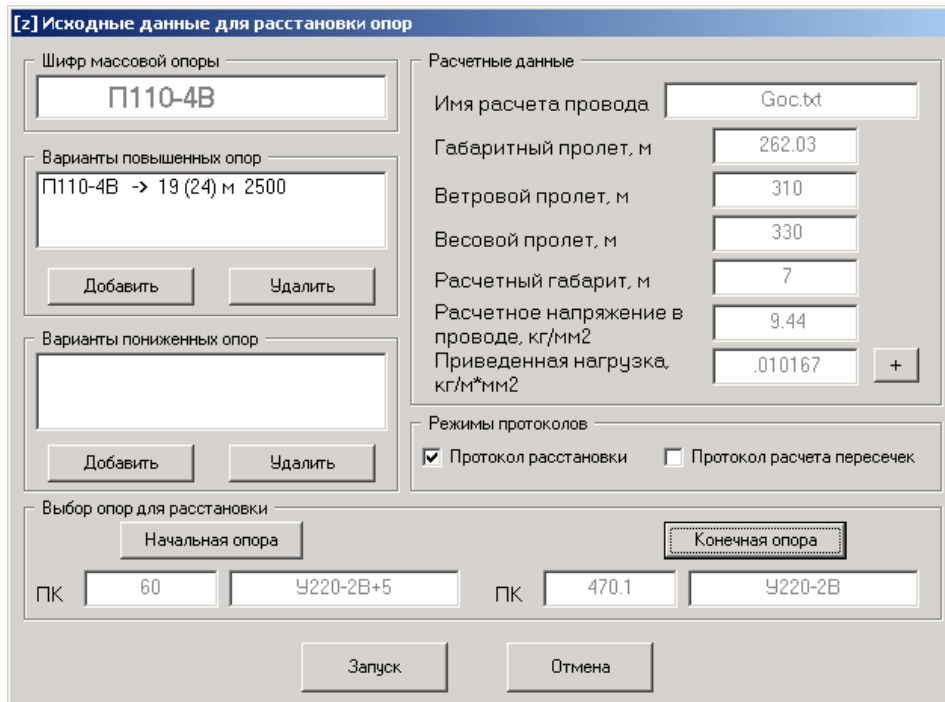 [z] Исходные данные для расстановки опор
Шифр массовой опоры
П110-4В
Варианты повышенных опор
П110-4В -> 19 (24) м 2500
Добавить Удалить
Варианты пониженных опор
Добавить Удалить
Расчетные данные
Имя расчета провода Goc.txt
Габаритный пролет, м 262.03
Ветровой пролет, м 310
Весовой пролет, м 330
Расчетный габарит, м 7
Расчетное напряжение в
проводе, кг/мм2 9.44
Приведенная нагрузка,
кг/м*мм2 .010167 +
Режимы протоколов
Протокол расстановки Протокол расчета пересечек
Выбор опор для расстановки
Начальная опора Конечная опора
ПК 60 У220-2В+5 ПК 470.1 У220-2В
Запуск Отмена